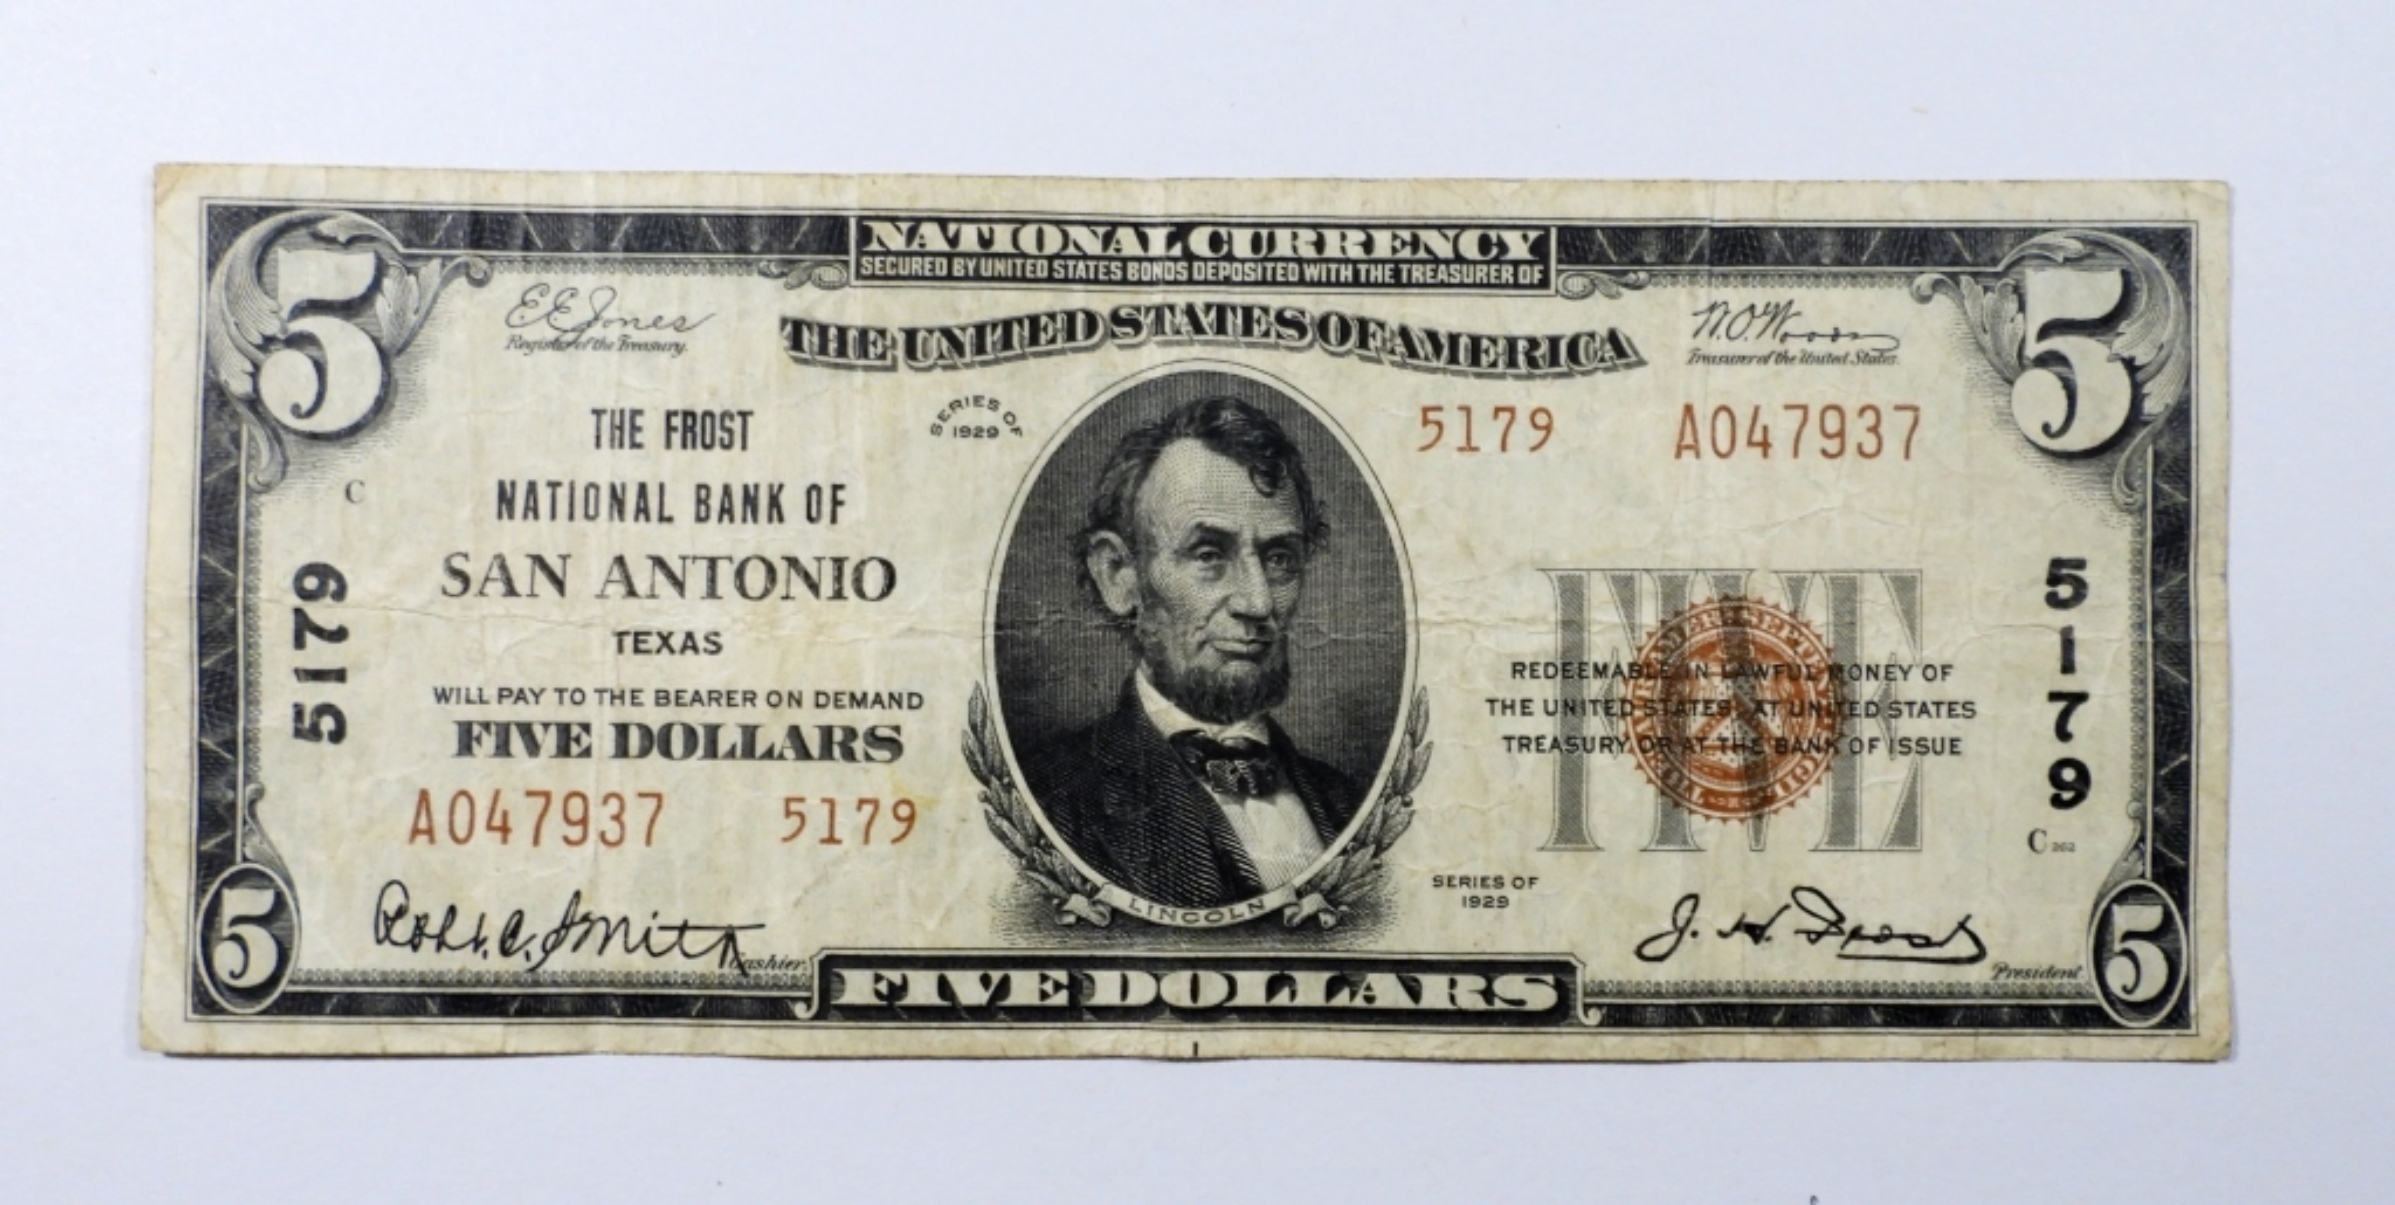 NATIONAL CURRENCY
SECURED BY UNITED STATES BONDS DEPOSITED WITH THE TREASURER OF
THE UNITED STATES OF AMERICA
5
5
E E Jones
Register of the Treasury.
W. O. Woods
Treasurer of the United States.
SERIES OF
1929
THE FROST
NATIONAL BANK OF
SAN ANTONIO
TEXAS
WILL PAY TO THE BEARER ON DEMAND
FIVE DOLLARS
A047937 5179
C
5179
Robt. C. Smith
Cashier.
5
LINCOLN
5179 A047937
FIVE
REDEEMABLE IN LAWFUL MONEY OF
THE UNITED STATES AT UNITED STATES
TREASURY OR AT THE BANK OF ISSUE
5179
C
SERIES OF
1929
J. H. Frost
President
5
FIVE DOLLARS